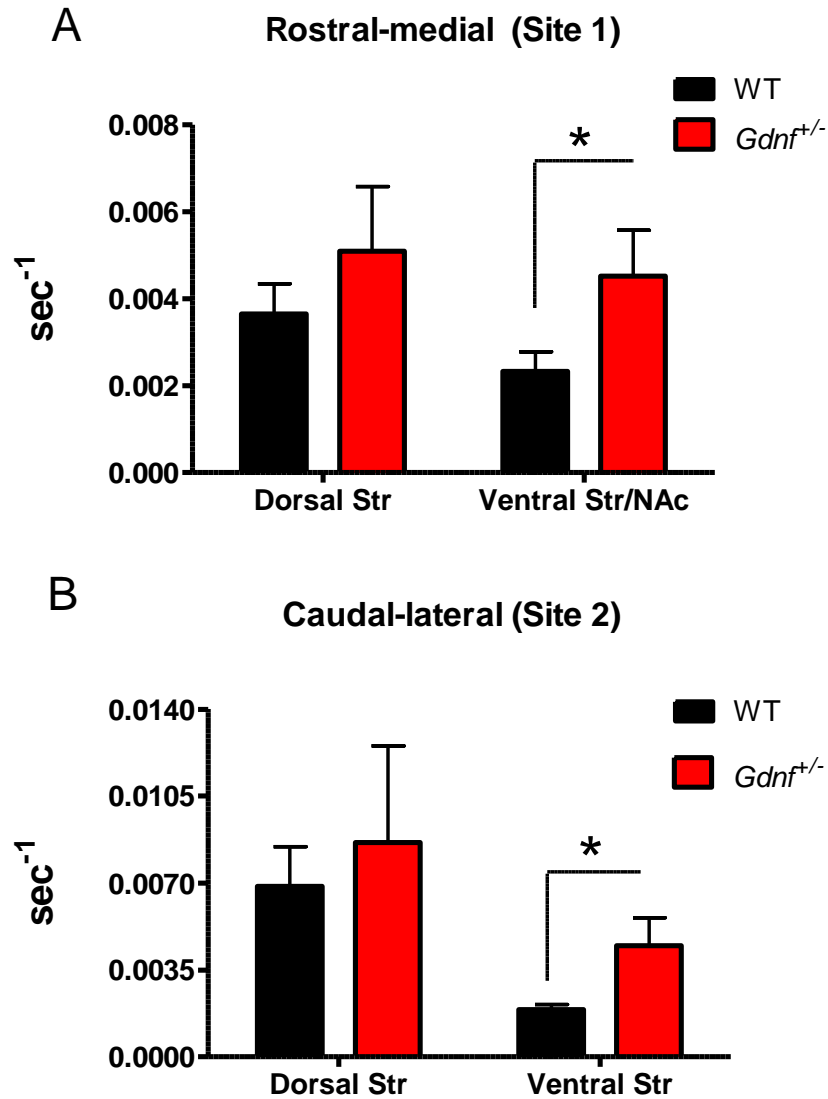 A
Rostral-medial (Site 1)
WT
Gdnf+/-
*
0.008
0.006
0.004
0.002
0.000
sec-1
Dorsal Str Ventral Str/NAc
B
Caudal-lateral (Site 2)
WT
Gdnf+/-
*
0.0140
0.0105
0.0070
0.0035
0.0000
sec-1
Dorsal Str Ventral Str